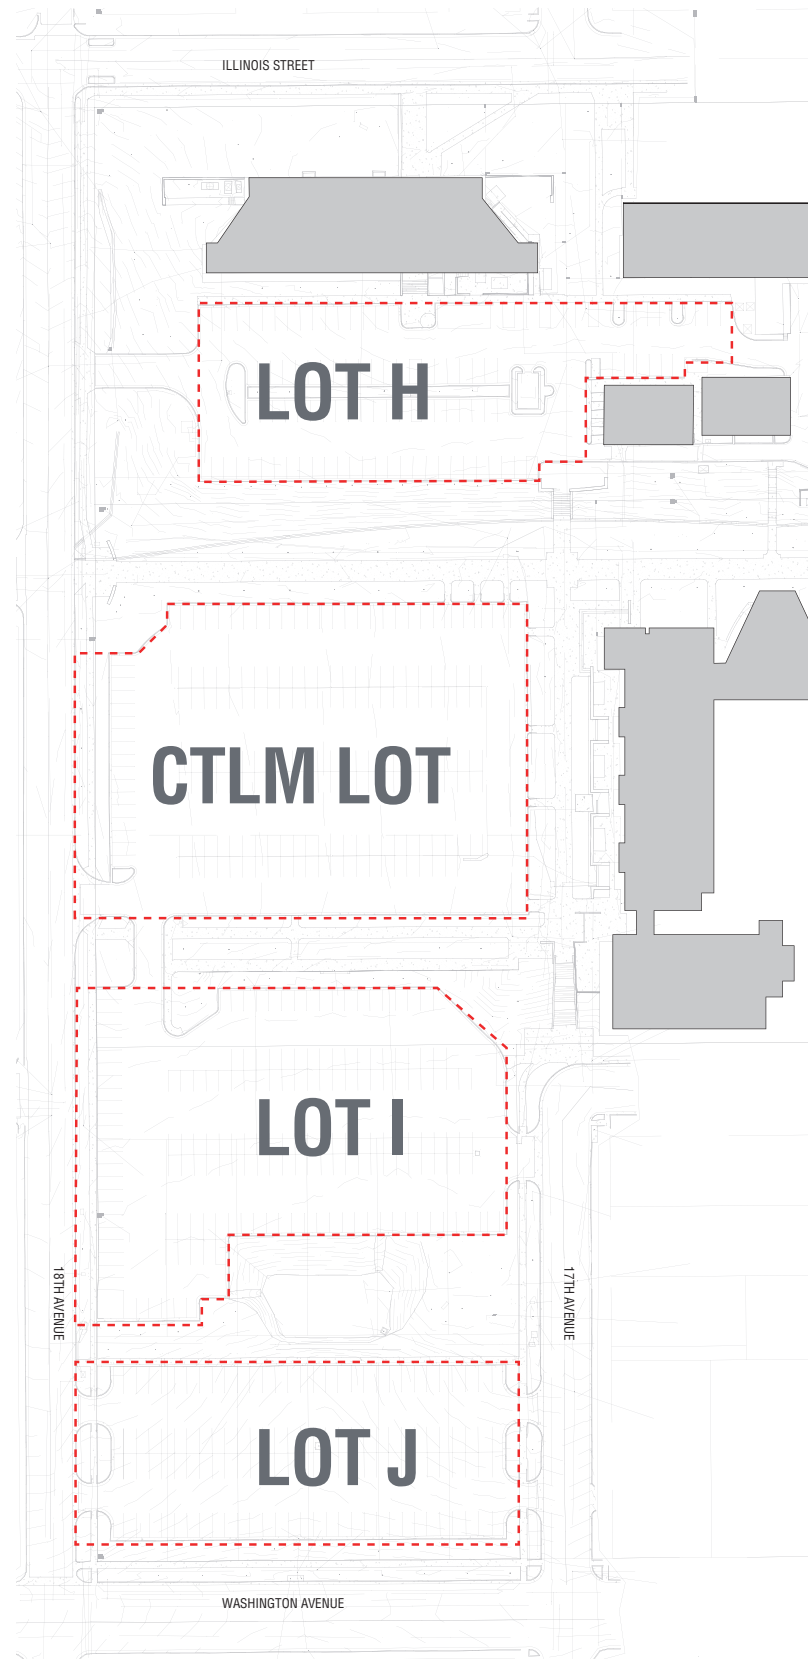 ILLINOIS STREET
LOT H
CTLM LOT
LOT I
18TH AVENUE
17TH AVENUE
LOT J
WASHINGTON AVENUE